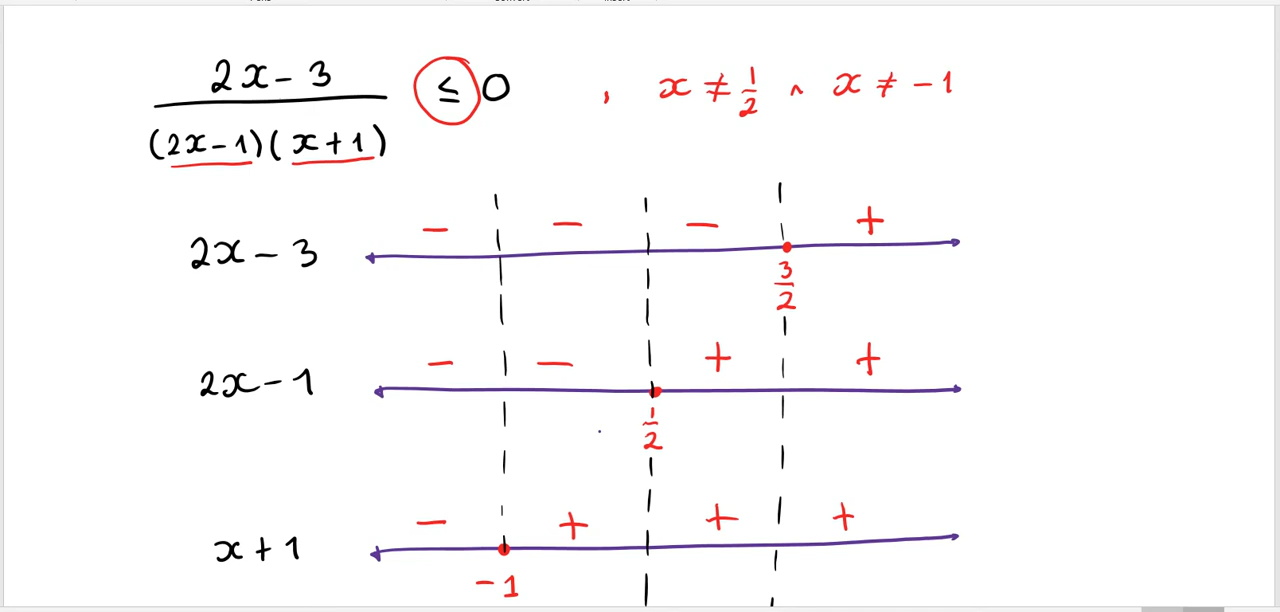 2x - 3
≤ 0 , x ≠ 1/2 ∧ x ≠ -1
(2x-1)(x+1)
- - - +
2x - 3
3/2
- - + +
2x - 1
1/2
- + + +
x + 1
-1